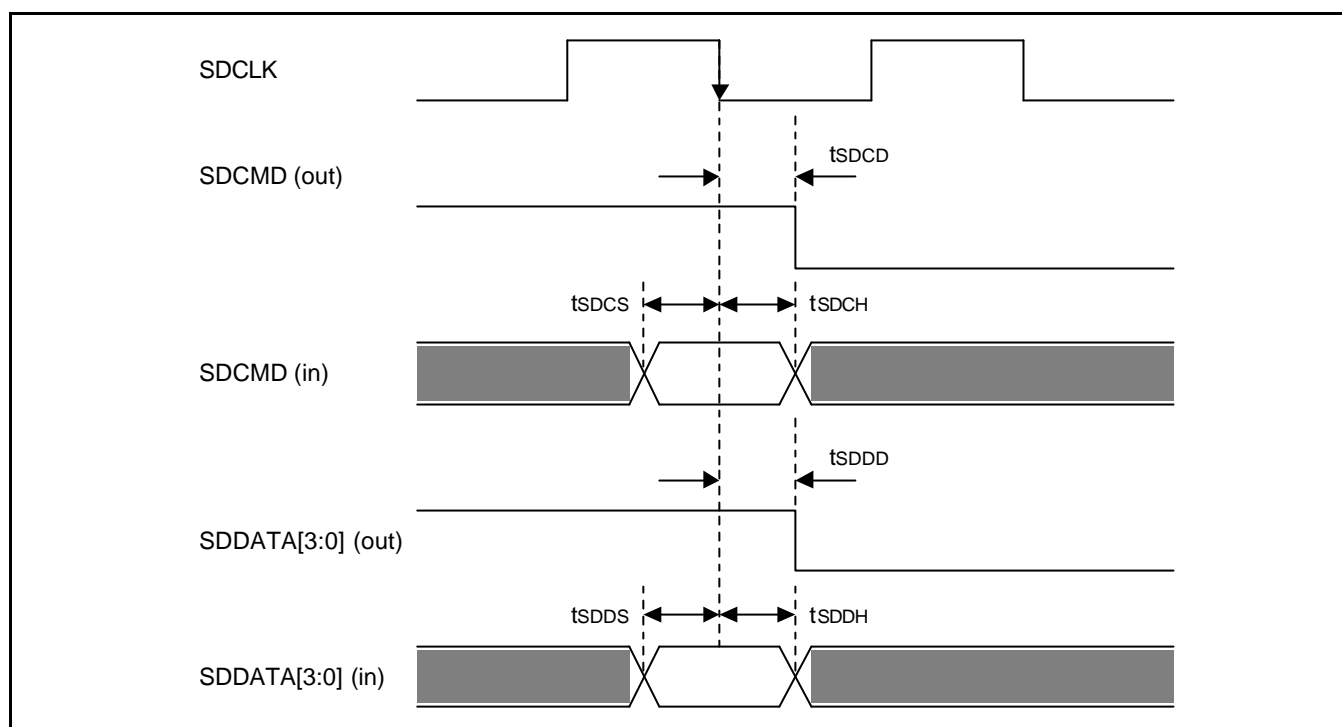 SDCLK
tSDCD
SDCMD (out)
tSDCS
tSDCH
SDCMD (in)
tSDDD
SDDATA[3:0] (out)
tSDDS
tSDDH
SDDATA[3:0] (in)